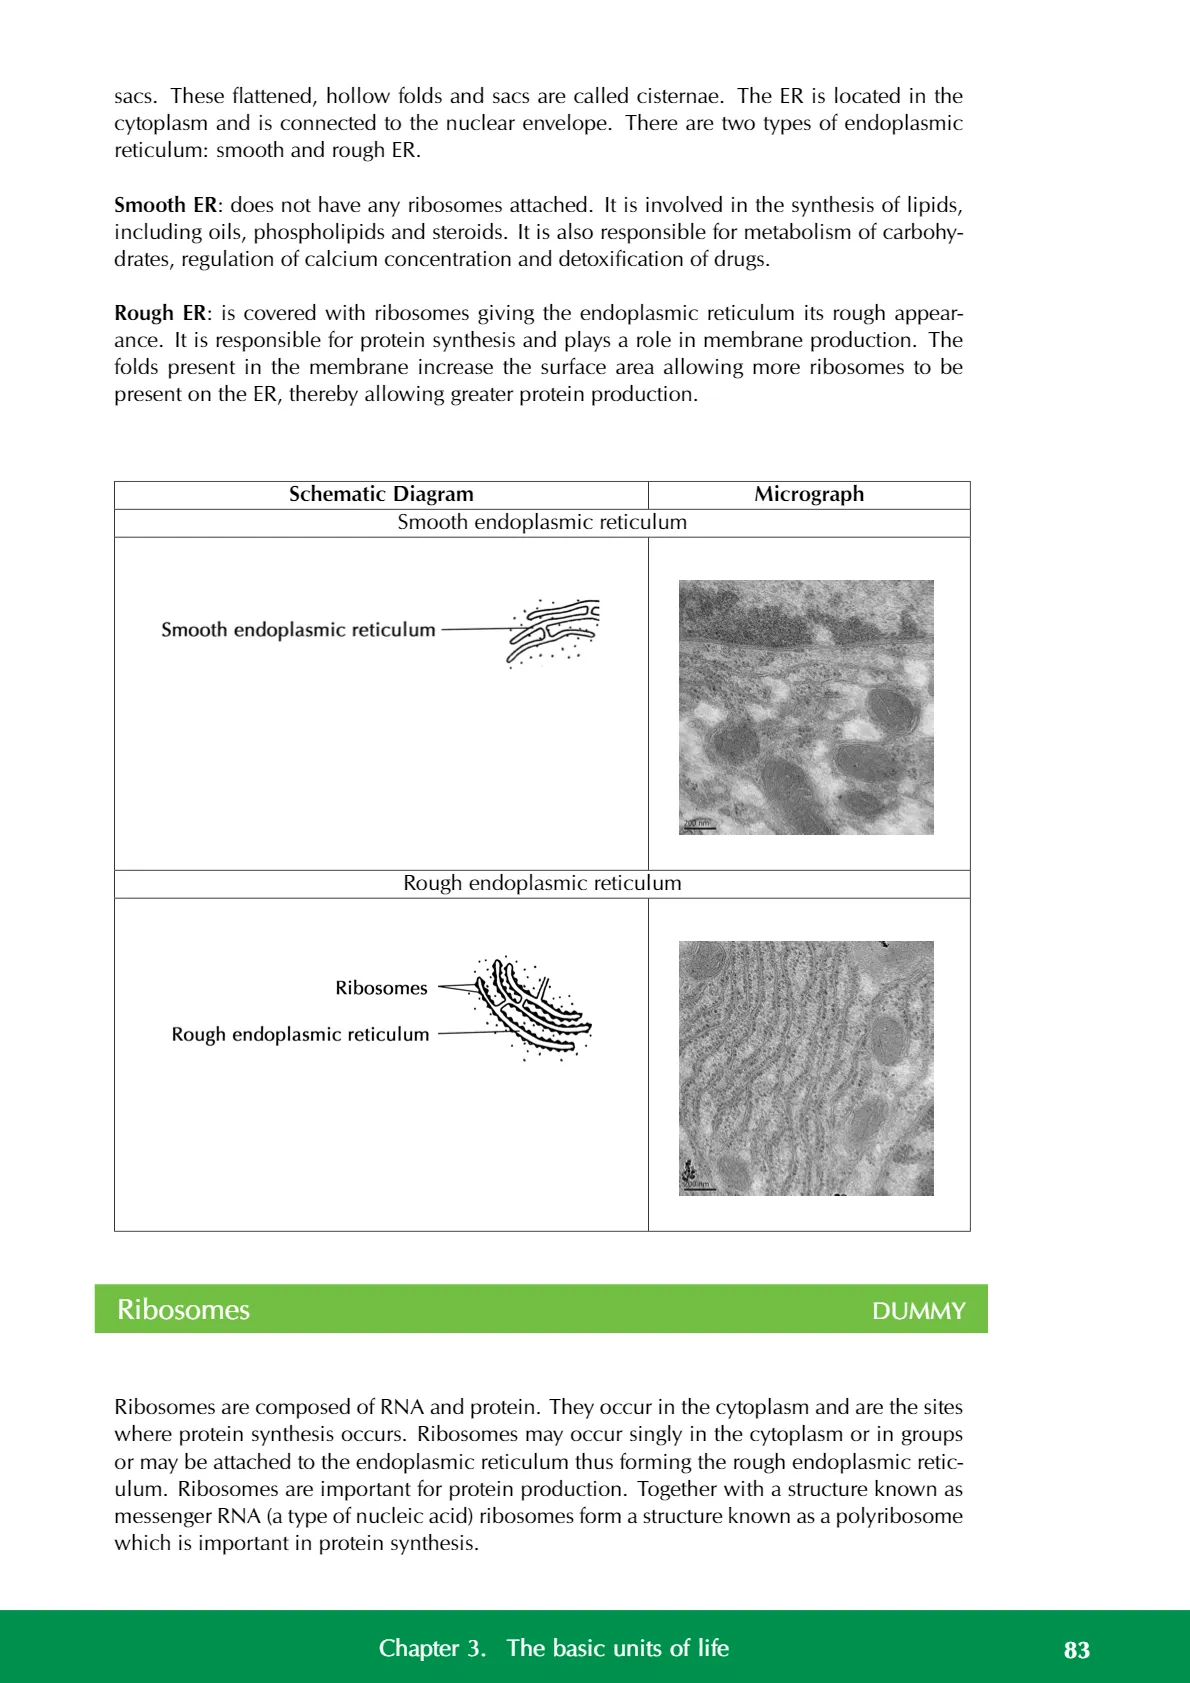 sacs. These flattened, hollow folds and sacs are called cisternae. The ER is located in the
cytoplasm and is connected to the nuclear envelope. There are two types of endoplasmic
reticulum: smooth and rough ER.
Smooth ER: does not have any ribosomes attached. It is involved in the synthesis of lipids,
including oils, phospholipids and steroids. It is also responsible for metabolism of carbohy-
drates, regulation of calcium concentration and detoxification of drugs.
Rough ER: is covered with ribosomes giving the endoplasmic reticulum its rough appear-
ance. It is responsible for protein synthesis and plays a role in membrane production. The
folds present in the membrane increase the surface area allowing more ribosomes to be
present on the ER, thereby allowing greater protein production.
Schematic Diagram Micrograph
Smooth endoplasmic reticulum
Smooth endoplasmic reticulum
200 nm
Rough endoplasmic reticulum
Ribosomes
Rough endoplasmic reticulum
nm
Ribosomes DUMMY
Ribosomes are composed of RNA and protein. They occur in the cytoplasm and are the sites
where protein synthesis occurs. Ribosomes may occur singly in the cytoplasm or in groups
or may be attached to the endoplasmic reticulum thus forming the rough endoplasmic retic-
ulum. Ribosomes are important for protein production. Together with a structure known as
messenger RNA (a type of nucleic acid) ribosomes form a structure known as a polyribosome
which is important in protein synthesis.
Chapter 3. The basic units of life 83